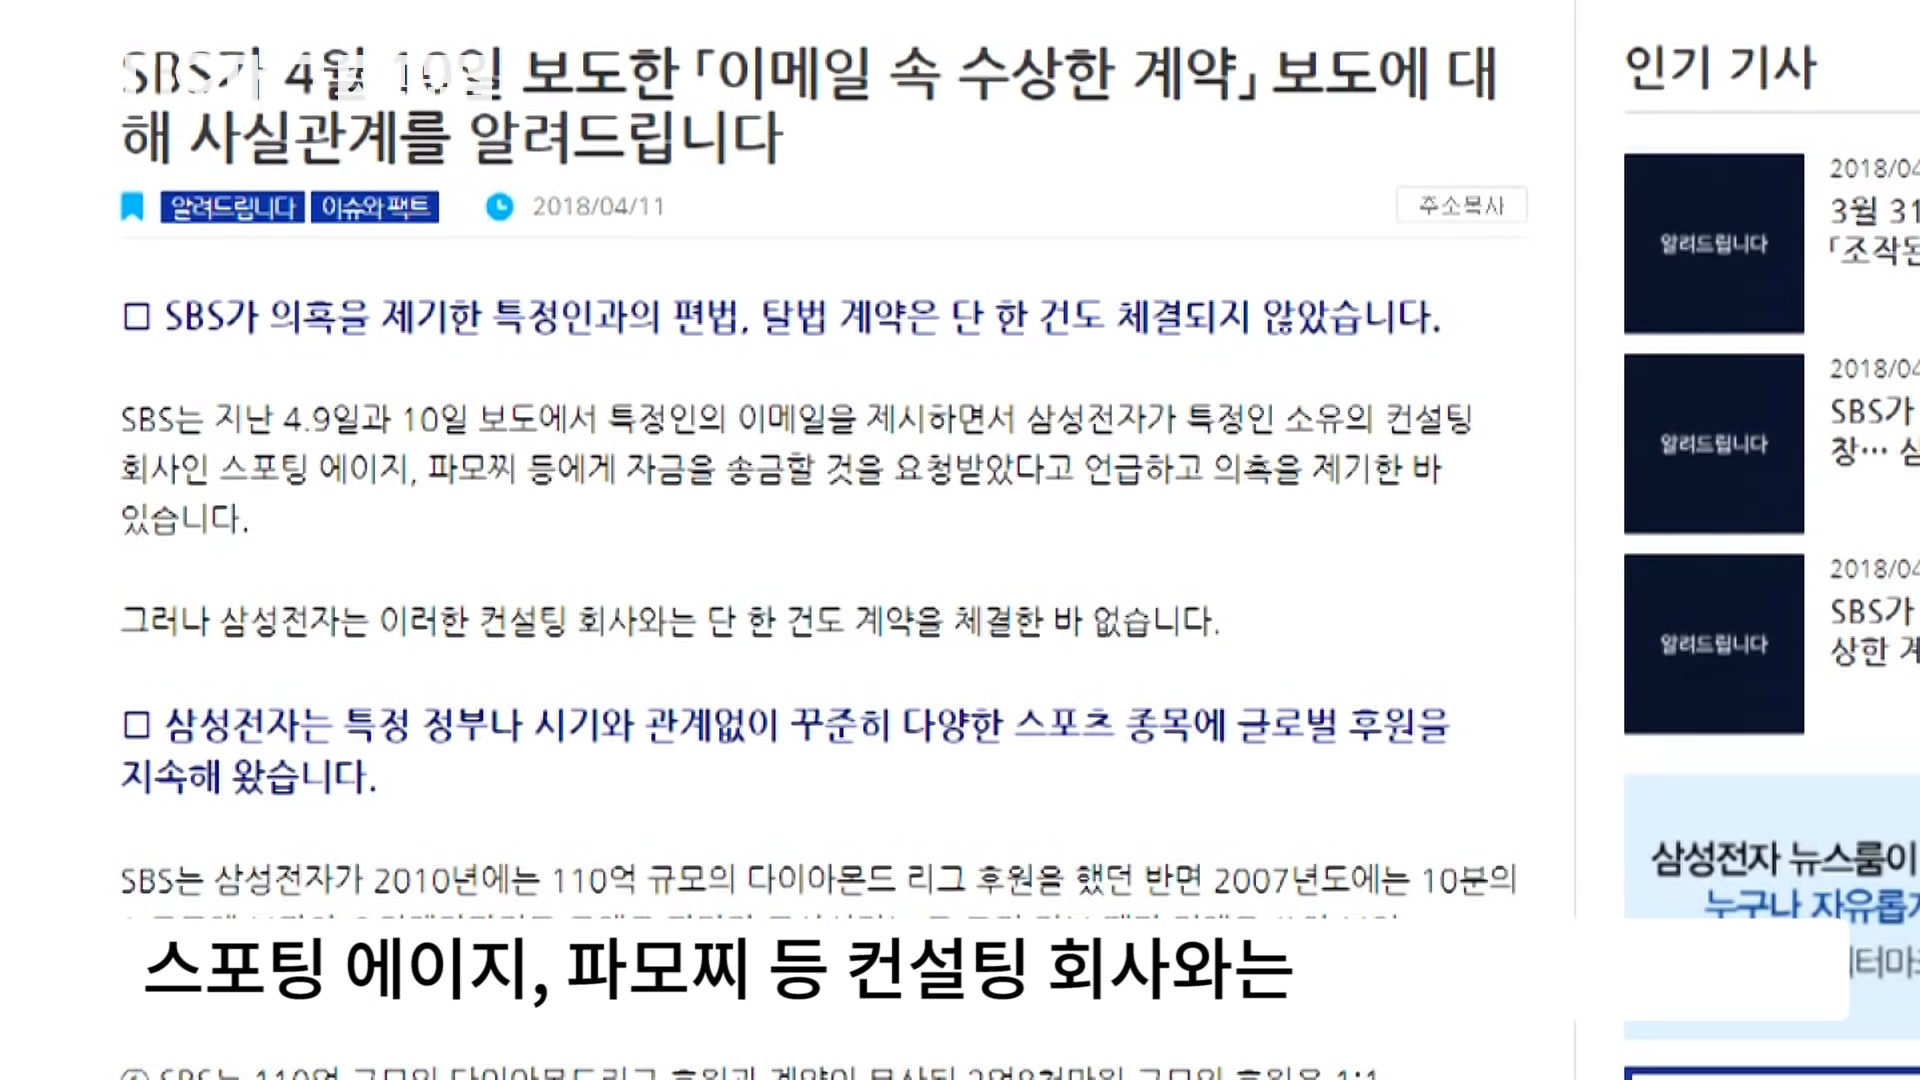 SBS가 4월 10일 보도한 「이메일 속 수상한 계약」 보도에 대
해 사실관계를 알려드립니다
알려드립니다 이슈와 팩트 2018/04/11 주소복사
□ SBS가 의혹을 제기한 특정인과의 편법, 탈법 계약은 단 한 건도 체결되지 않았습니다.
SBS는 지난 4.9일과 10일 보도에서 특정인의 이메일을 제시하면서 삼성전자가 특정인 소유의 컨설팅
회사인 스포팅 에이지, 파모찌 등에게 자금을 송금할 것을 요청받았다고 언급하고 의혹을 제기한 바
있습니다.
그러나 삼성전자는 이러한 컨설팅 회사와는 단 한 건도 계약을 체결한 바 없습니다.
□ 삼성전자는 특정 정부나 시기와 관계없이 꾸준히 다양한 스포츠 종목에 글로벌 후원을
지속해 왔습니다.
SBS는 삼성전자가 2010년에는 110억 규모의 다이아몬드 리그 후원을 했던 반면 2007년도에는 10분의
스포팅 에이지, 파모찌 등 컨설팅 회사와는
인기 기사
알려드립니다
2018/04
3월 31
「조작된
알려드립니다
2018/04
SBS가
창… 삼
알려드립니다
2018/04
SBS가
상한 계
삼성전자 뉴스룸이
누구나 자유롭게